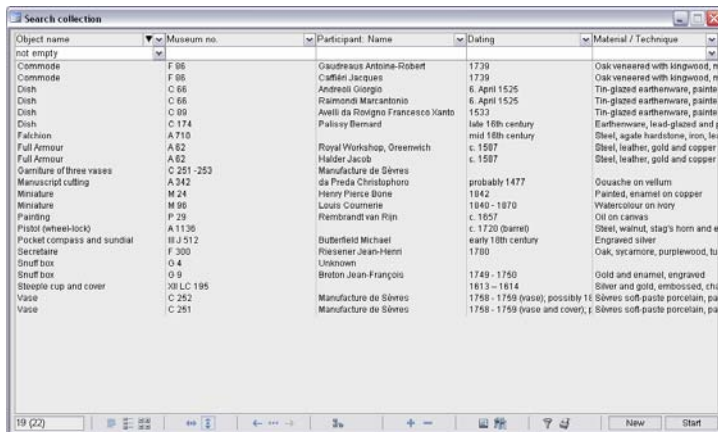 Search collection
Object name Museum no. Participant: Name Dating Material / Technique
not empty
Commode F 86 Gaudreaus Antoine-Robert 1739 Oak veneered with kingwood, m
Commode F 86 Caffiéri Jacques 1739 Oak veneered with kingwood, m
Dish C 66 Andreoli Giorgio 6. April 1525 Tin-glazed earthenware, painte
Dish C 66 Raimondi Marcantonio 6. April 1525 Tin-glazed earthenware, painte
Dish C 89 Avelli da Rovigno Francesco Xanto 1533 Tin-glazed earthenware, painte
Dish C 174 Palissy Bernard late 16th century Earthenware, lead-glazed and p
Falchion A 710 mid 16th century Steel, agate hardstone, iron, lea
Full Armour A 62 Royal Workshop, Greenwich c. 1587 Steel, leather, gold and copper
Full Armour A 62 Halder Jacob c. 1587 Steel, leather, gold and copper
Garniture of three vases C 251 -253 Manufacture de Sèvres
Manuscript cutting A 342 da Preda Christophoro probably 1477 Gouache on vellum
Miniature M 24 Henry Pierce Bone 1842 Painted, enamel on copper
Miniature M 96 Louis Cournerie 1840 - 1870 Watercolour on ivory
Painting P 29 Rembrandt van Rijn c. 1657 Oil on canvas
Pistol (wheel-lock) A 1136 c. 1720 (barrel) Steel, walnut, stag's horn and e
Pocket compass and sundial III J 512 Butterfield Michael early 18th century Engraved silver
Secretaire F 300 Riesener Jean-Henri 1780 Oak, sycamore, purplewood, tu
Snuff box G 4 Unknown
Snuff box G 9 Breton Jean-François 1749 - 1750 Gold and enamel, engraved
Steeple cup and cover XII LC 195 1613 – 1614 Silver and gold, embossed, cha
Vase C 252 Manufacture de Sèvres 1758 - 1759 (vase); possibly 18 Sèvres soft-paste porcelain, pa
Vase C 251 Manufacture de Sèvres 1758 - 1759 (vase and cover); p Sèvres soft-paste porcelain, pa
19 (22) New Start